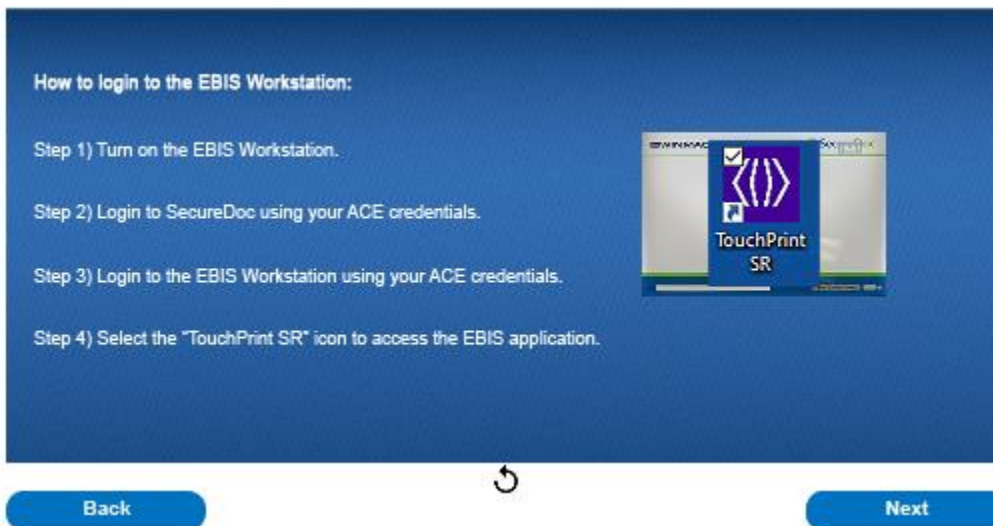 How to login to the EBIS Workstation:
Step 1) Turn on the EBIS Workstation.
Step 2) Login to SecureDoc using your ACE credentials.
Step 3) Login to the EBIS Workstation using your ACE credentials.
Step 4) Select the "TouchPrint SR" icon to access the EBIS application.
TouchPrint
SR
Back
Next